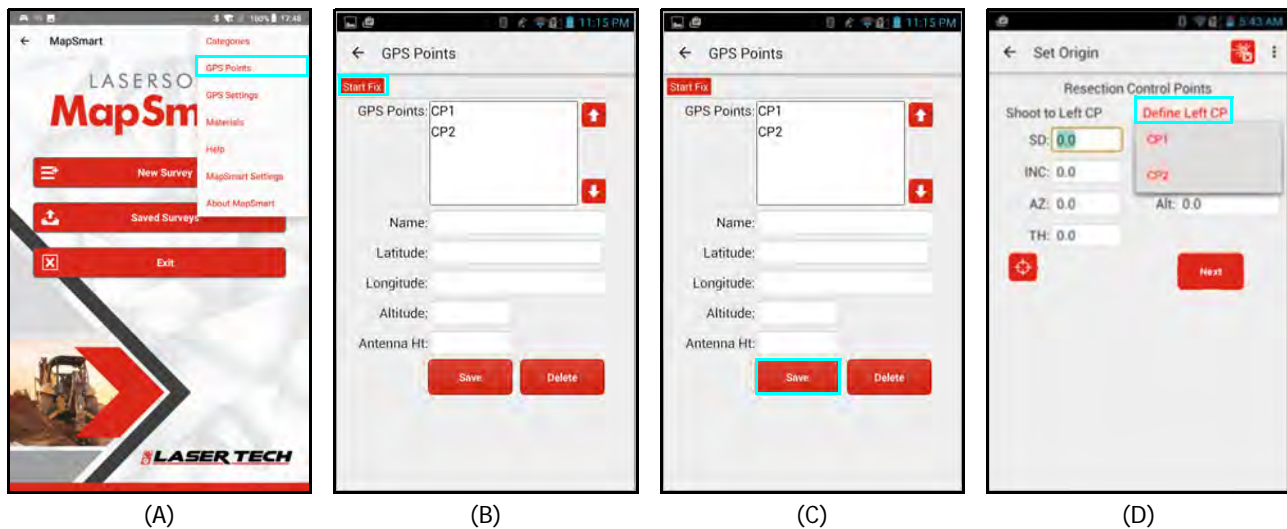 100% 17:48
← MapSmart
Categories
GPS Points
GPS Settings
Materials
Help
MapSmart Settings
About MapSmart
LASERSO
MapSm
New Survey
Saved Surveys
Exit
LASER TECH
(A)
11:15 PM
← GPS Points
Start Fix
GPS Points: CP1
CP2
Name:
Latitude:
Longitude:
Altitude:
Antenna Ht:
Save Delete
(B)
11:15 PM
← GPS Points
Start Fix
GPS Points: CP1
CP2
Name:
Latitude:
Longitude:
Altitude:
Antenna Ht:
Save Delete
(C)
5:43 AM
← Set Origin
Resection Control Points
Shoot to Left CP Define Left CP
SD: 0.0 CP1
INC: 0.0 CP2
AZ: 0.0 Alt: 0.0
TH: 0.0
Next
(D)